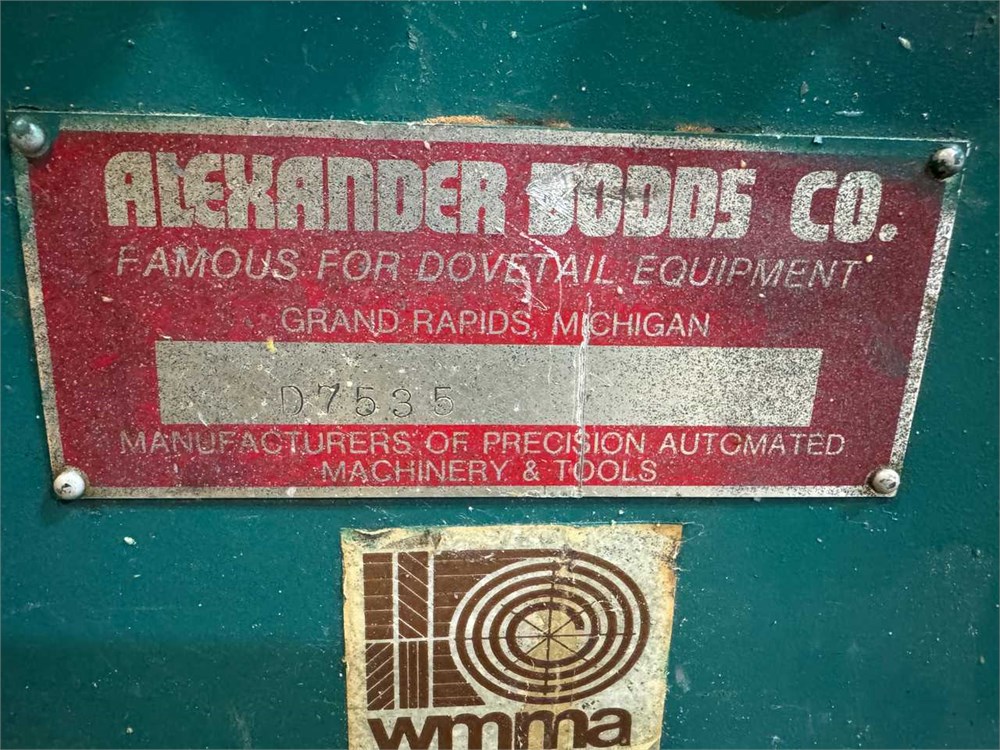 ALEXANDER DODDS CO.
FAMOUS FOR DOVETAIL EQUIPMENT
GRAND RAPIDS, MICHIGAN
D7535
MANUFACTURERS OF PRECISION AUTOMATED
MACHINERY & TOOLS
wmma